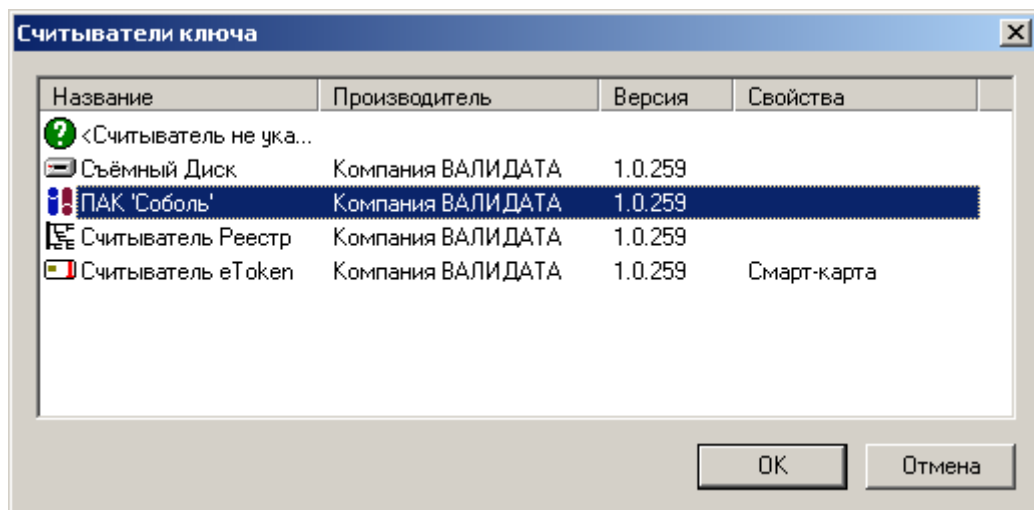 Считыватели ключа
Название Производитель Версия Свойства
<Считыватель не ука...
Съёмный Диск Компания ВАЛИДАТА 1.0.259
ПАК 'Соболь' Компания ВАЛИДАТА 1.0.259
Считыватель Реестр Компания ВАЛИДАТА 1.0.259
Считыватель eToken Компания ВАЛИДАТА 1.0.259 Смарт-карта
OK Отмена